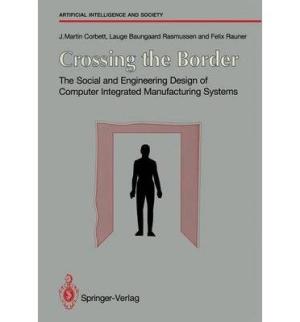 ARTIFICIAL INTELLIGENCE AND SOCIETY
J. Martin Corbett, Lauge Baungaard Rasmussen and Felix Rauner
Crossing the Border
The Social and Engineering Design of
Computer Integrated Manufacturing Systems
Springer-Verlag